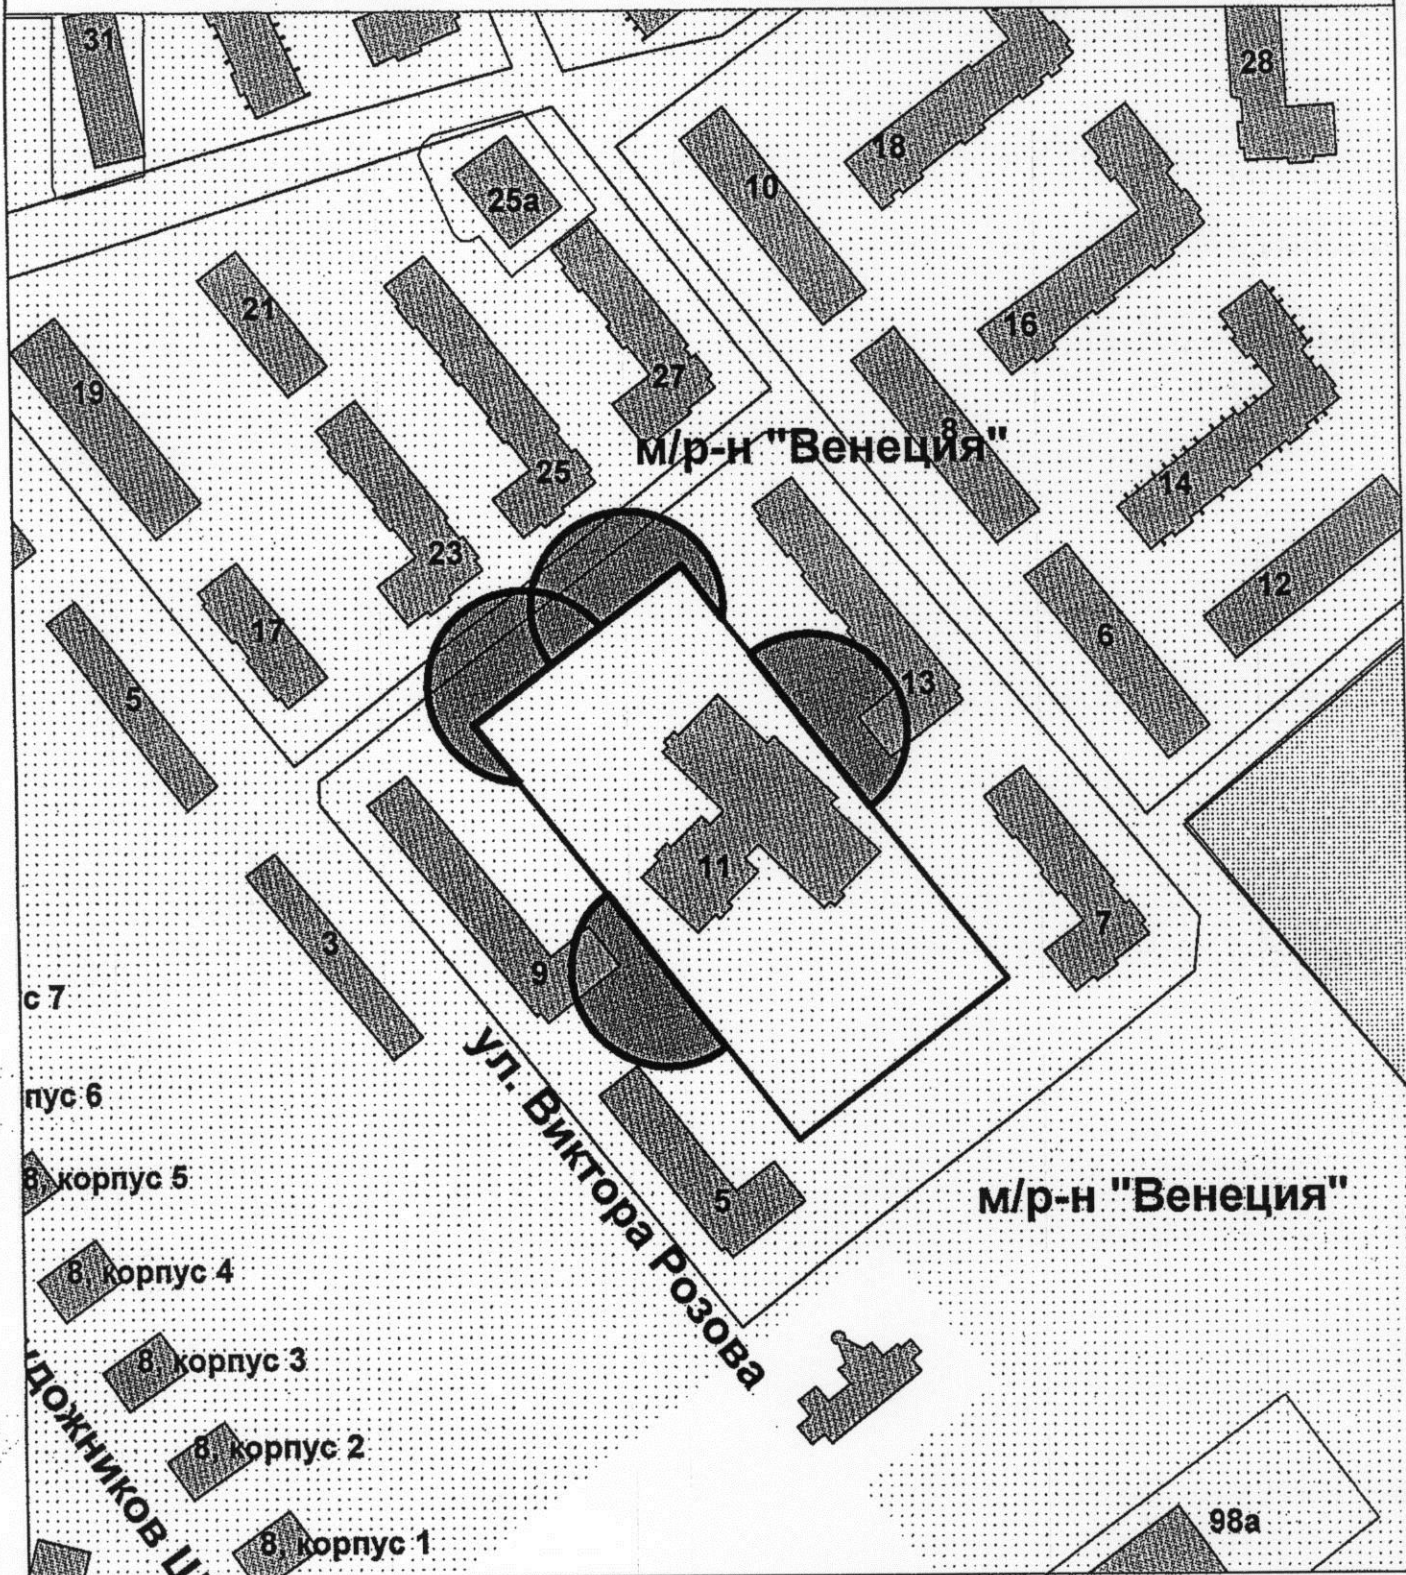 31
28
18
10
25а
16
21
27
19
8
м/р-н "Венеция"
25
14
23
12
17
6
13
5
11
7
3
9
с 7
ул. Виктора Розова
пус 6
8, корпус 5
м/р-н "Венеция"
5
8, корпус 4
8, корпус 3
дожников Ц
8, корпус 2
98а
8, корпус 1